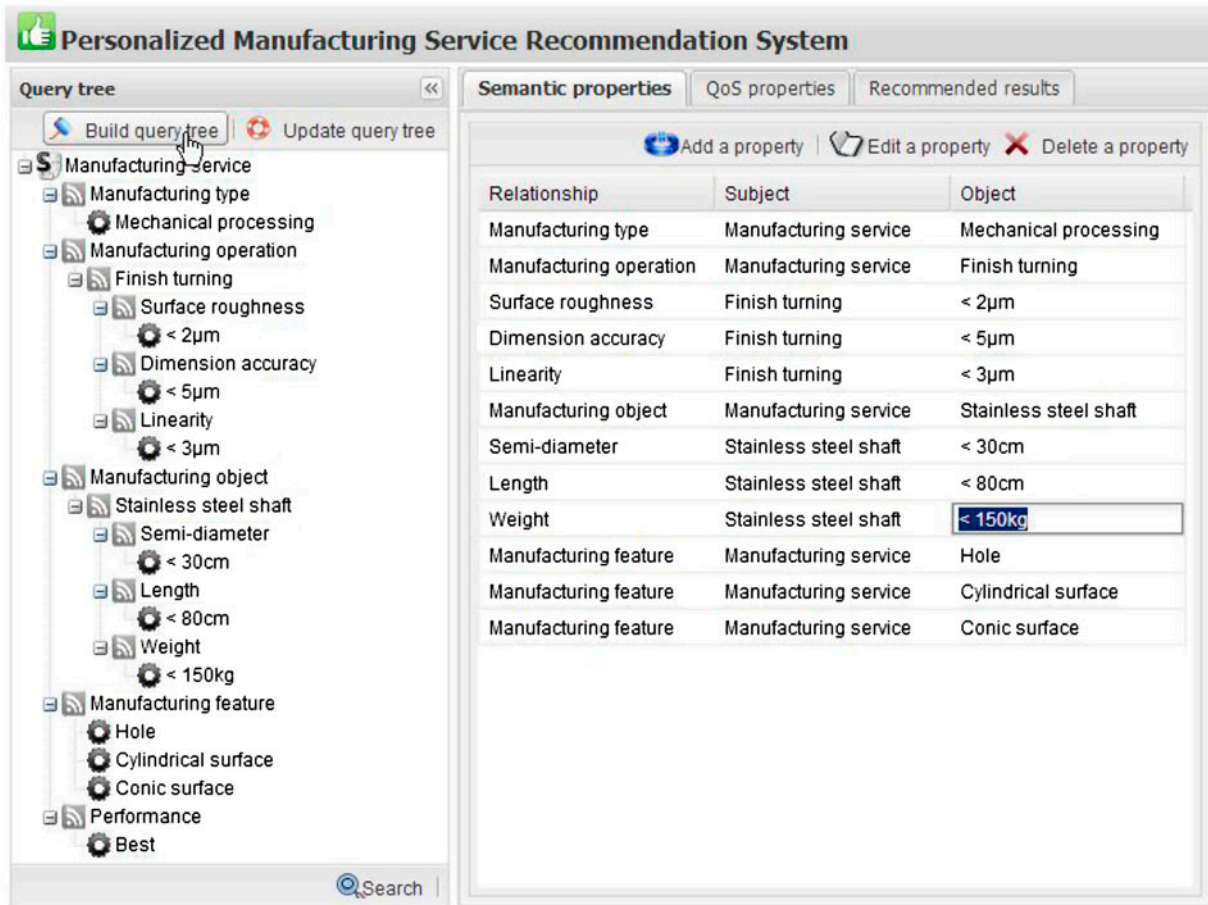 Personalized Manufacturing Service Recommendation System
Query tree
Build query tree
Update query tree
Manufacturing service
Manufacturing type
Mechanical processing
Manufacturing operation
Finish turning
Surface roughness
< 2µm
Dimension accuracy
< 5µm
Linearity
< 3µm
Manufacturing object
Stainless steel shaft
Semi-diameter
< 30cm
Length
< 80cm
Weight
< 150kg
Manufacturing feature
Hole
Cylindrical surface
Conic surface
Performance
Best
Search
Semantic properties QoS properties Recommended results
Add a property Edit a property Delete a property
Relationship Subject Object
Manufacturing type Manufacturing service Mechanical processing
Manufacturing operation Manufacturing service Finish turning
Surface roughness Finish turning < 2µm
Dimension accuracy Finish turning < 5µm
Linearity Finish turning < 3µm
Manufacturing object Manufacturing service Stainless steel shaft
Semi-diameter Stainless steel shaft < 30cm
Length Stainless steel shaft < 80cm
Weight Stainless steel shaft < 150kg
Manufacturing feature Manufacturing service Hole
Manufacturing feature Manufacturing service Cylindrical surface
Manufacturing feature Manufacturing service Conic surface